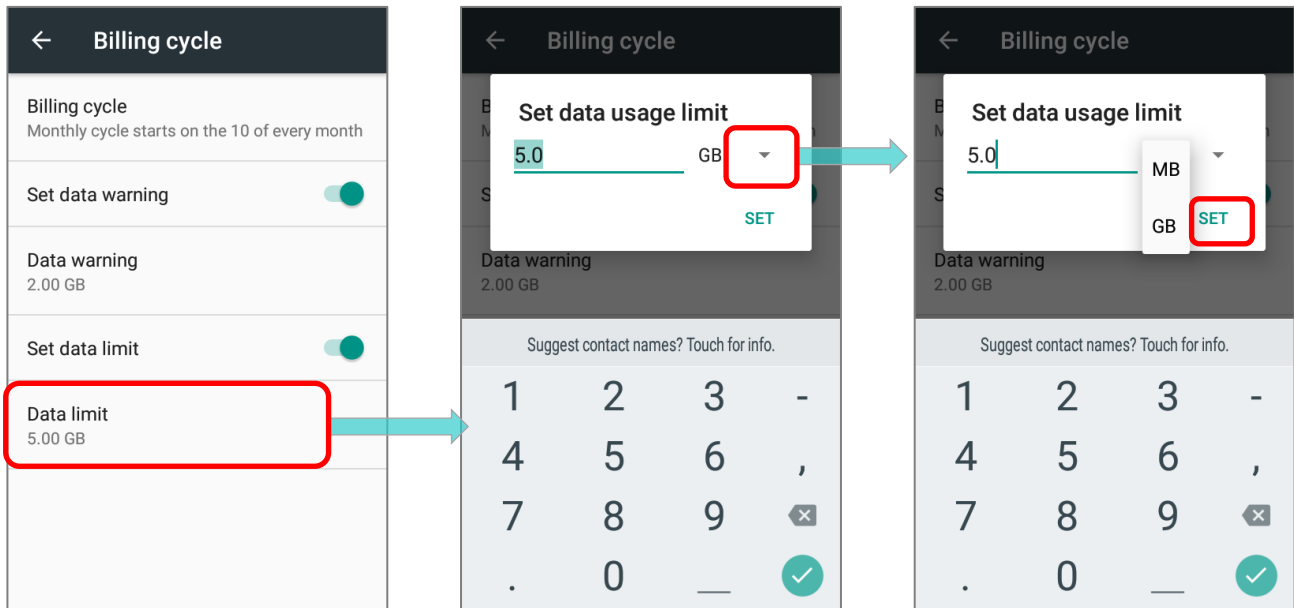 Billing cycle
Billing cycle
Monthly cycle starts on the 10 of every month
Set data warning
Data warning
2.00 GB
Set data limit
Data limit
5.00 GB
Billing cycle
B
Set data usage limit
M
5.0 GB
S
SET
Data warning
2.00 GB
Suggest contact names? Touch for info.
1 2 3 -
4 5 6 ,
7 8 9
. 0 _
Billing cycle
B
Set data usage limit
M
5.0
MB
S
GB
SET
Data warning
2.00 GB
Suggest contact names? Touch for info.
1 2 3 -
4 5 6 ,
7 8 9
. 0 _